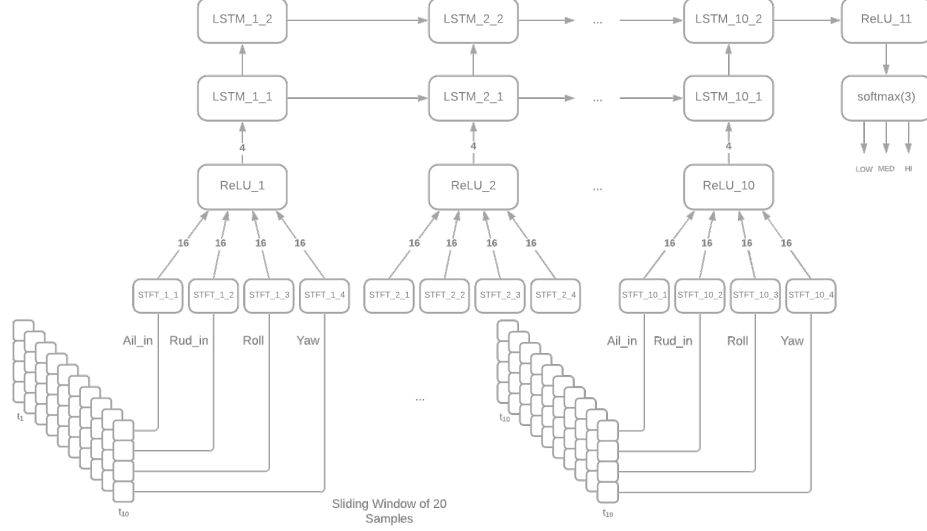 LSTM_1_2
LSTM_2_2
...
LSTM_10_2
ReLU_11
LSTM_1_1
LSTM_2_1
...
LSTM_10_1
softmax(3)
4
4
4
LOW
MED
HI
ReLU_1
ReLU_2
...
ReLU_10
16
16
16
16
16
16
16
16
16
16
16
16
STFT_1_1
STFT_1_2
STFT_1_3
STFT_1_4
STFT_2_1
STFT_2_2
STFT_2_3
STFT_2_4
STFT_10_1
STFT_10_2
STFT_10_3
STFT_10_4
Ail_in
Rud_in
Roll
Yaw
Ail_in
Rud_in
Roll
Yaw
...
t1
t10
t10
t19
Sliding Window of 20
Samples